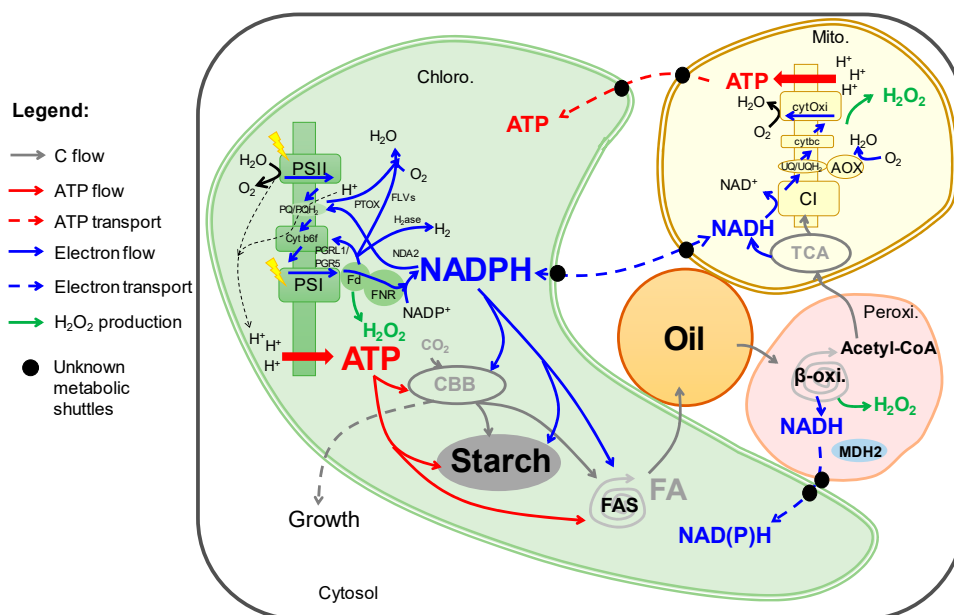 Legend:
C flow
ATP flow
ATP transport
Electron flow
Electron transport
H₂O₂ production
Unknown
metabolic
shuttles
Chloro.
H₂O
O₂
PSII
PQ/PQH₂
H⁺
Cyt b6f
PGRL1/
PGR5
PSI
Fd
FNR
H₂O
O₂
PTOX
FLVs
H₂ase
H₂
NDA2
NADPH
NADP⁺
H₂O₂
H⁺
H⁺
H⁺
ATP
CO₂
CBB
Starch
Growth
FAS
FA
Cytosol
ATP
Mito.
ATP
H⁺
H⁺
H⁺
H₂O
O₂
cytOxi
H₂O₂
cytbc
UQ/UQH₂
AOX
H₂O
O₂
NAD⁺
CI
NADH
TCA
Oil
Peroxi.
Acetyl-CoA
β-oxi.
H₂O₂
NADH
MDH2
NAD(P)H